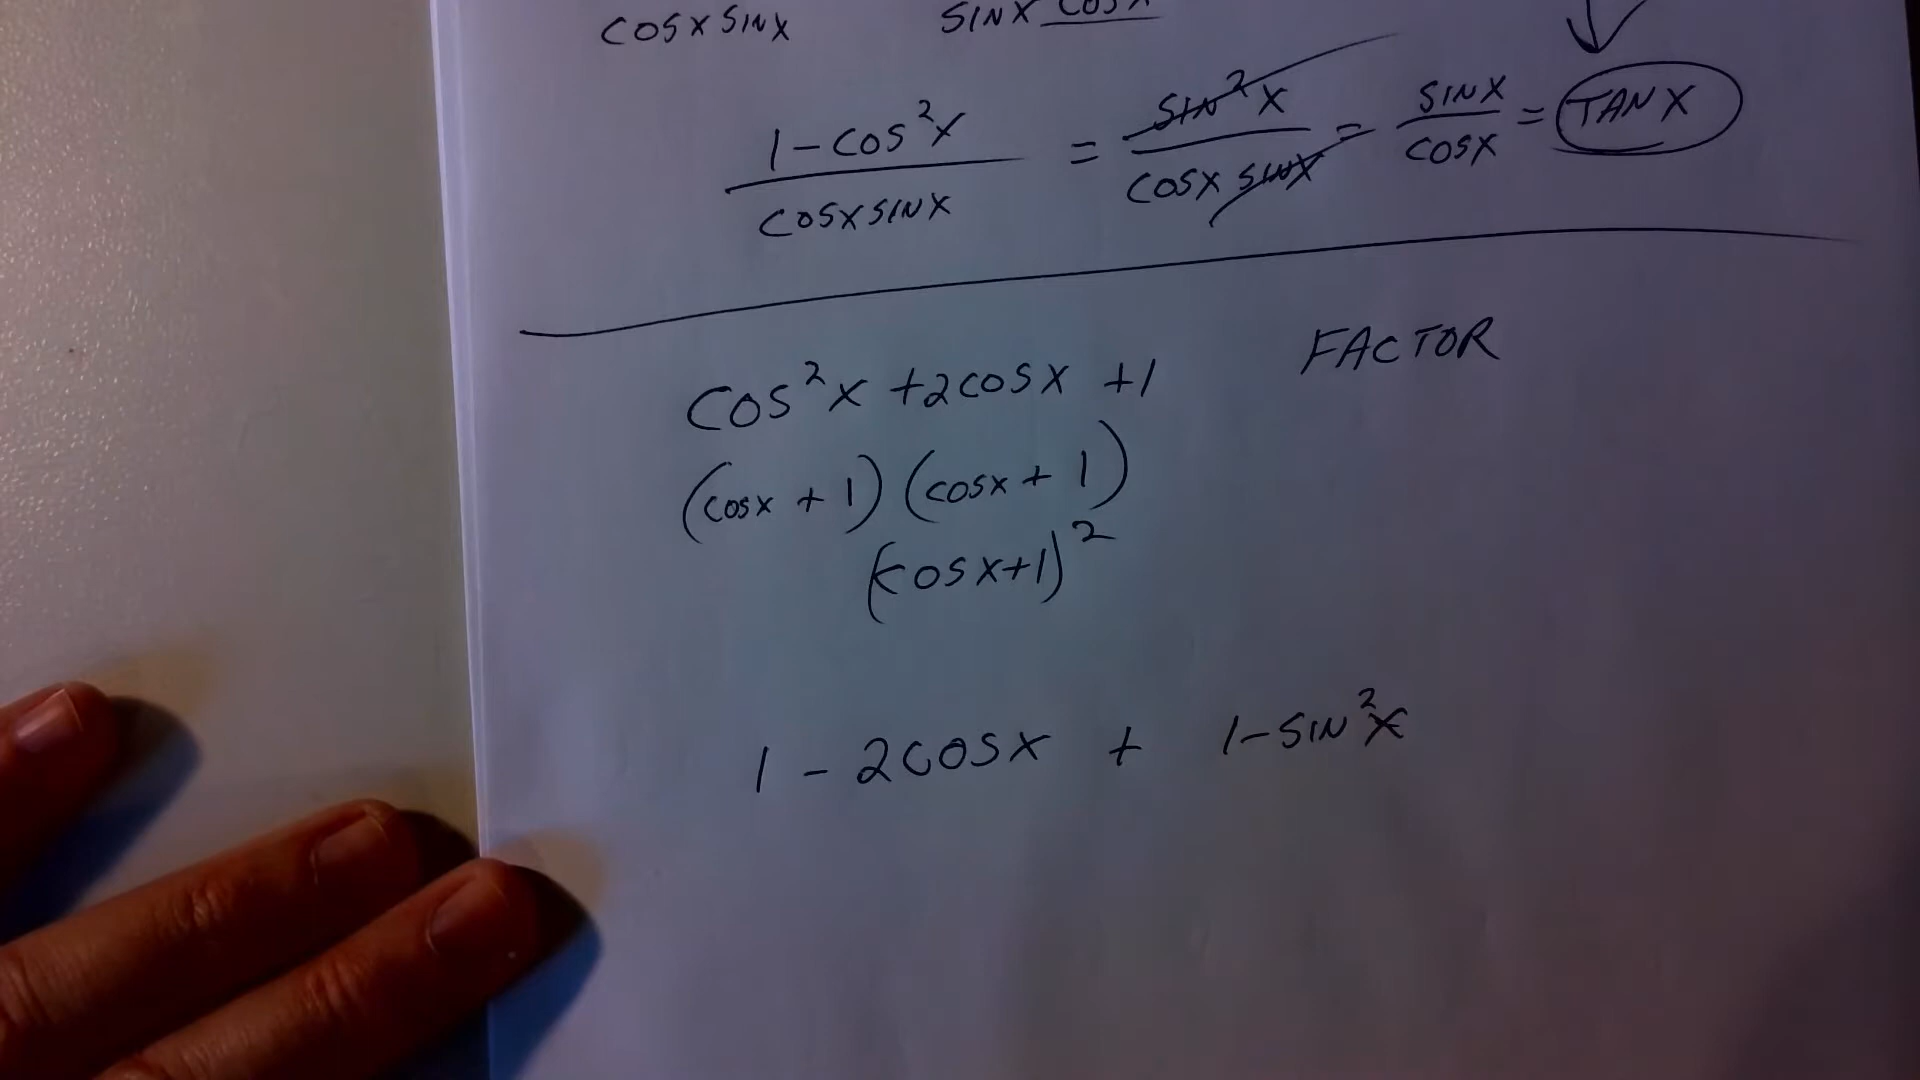 COSX SINX SINX COSX
1-COS²X / COSX SINX = SIN²X / COSX SINX = SINX / COSX = TANX
COS²X +2COSX +1 FACTOR
(COSX + 1) (COSX + 1)
(COSX+1)²
1 - 2COSX + 1-SIN²X